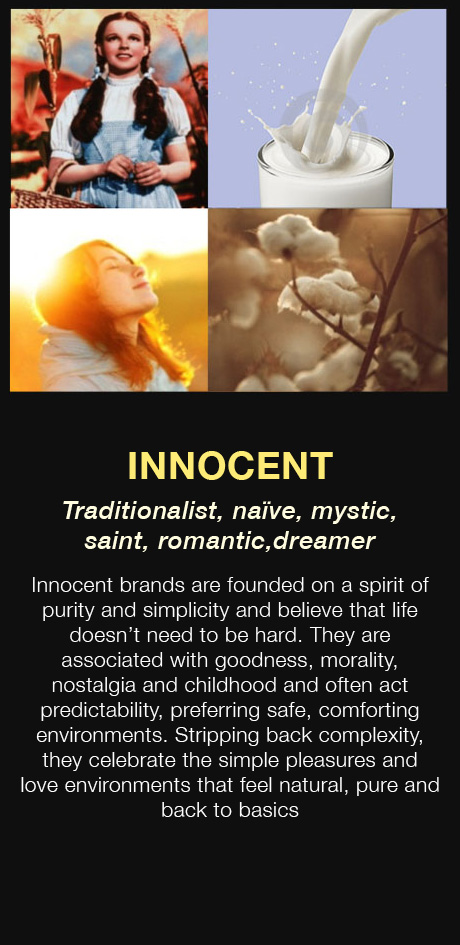 INNOCENT
Traditionalist, naïve, mystic,
saint, romantic,dreamer
Innocent brands are founded on a spirit of
purity and simplicity and believe that life
doesn’t need to be hard. They are
associated with goodness, morality,
nostalgia and childhood and often act
predictability, preferring safe, comforting
environments. Stripping back complexity,
they celebrate the simple pleasures and
love environments that feel natural, pure and
back to basics